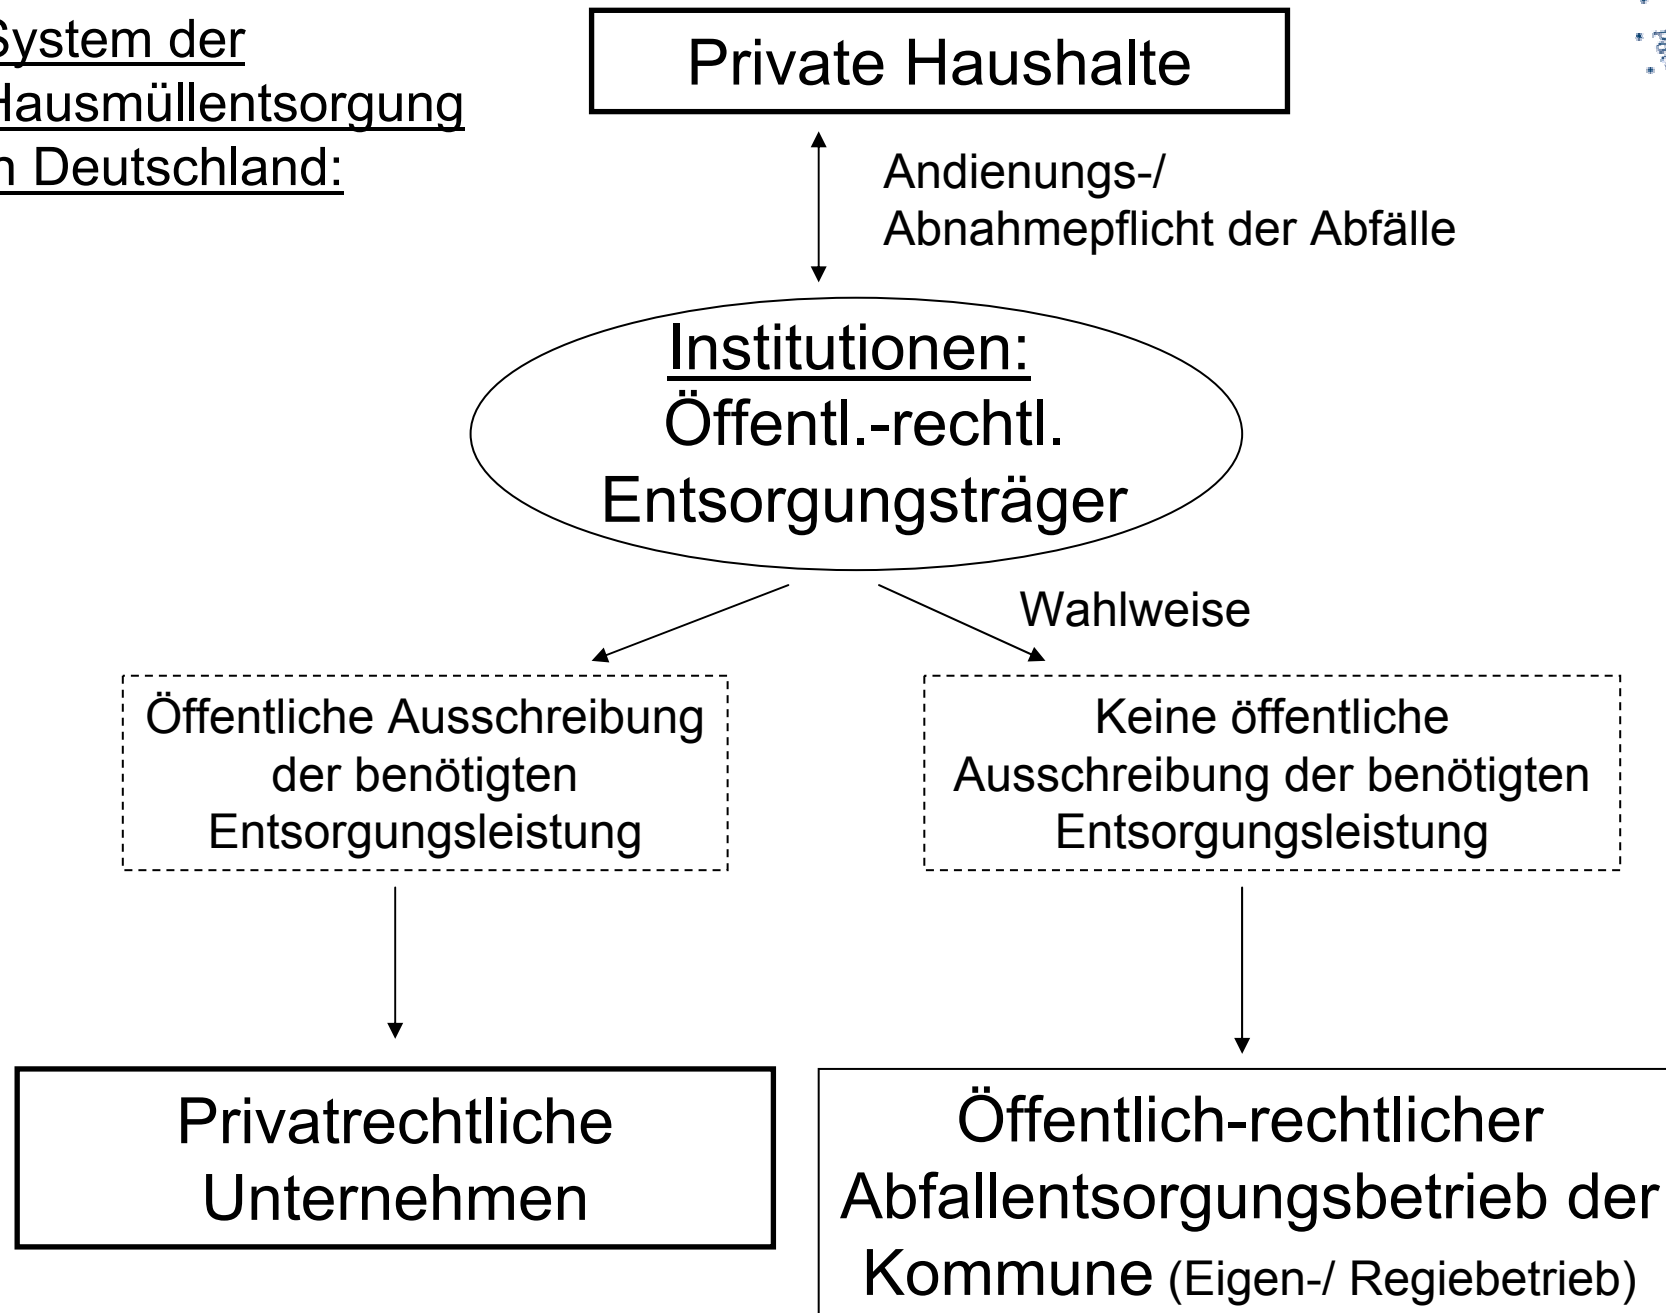 System der
Hausmüllentsorgung
n Deutschland:
Private Haushalte
Andienungs-/
Abnahmepflicht der Abfälle
Institutionen:
Öffentl.-rechtl.
Entsorgungsträger
Wahlweise
Öffentliche Ausschreibung
der benötigten
Entsorgungsleistung
Keine öffentliche
Ausschreibung der benötigten
Entsorgungsleistung
Privatrechtliche
Unternehmen
Öffentlich-rechtlicher
Abfallentsorgungsbetrieb der
Kommune (Eigen-/ Regiebetrieb)